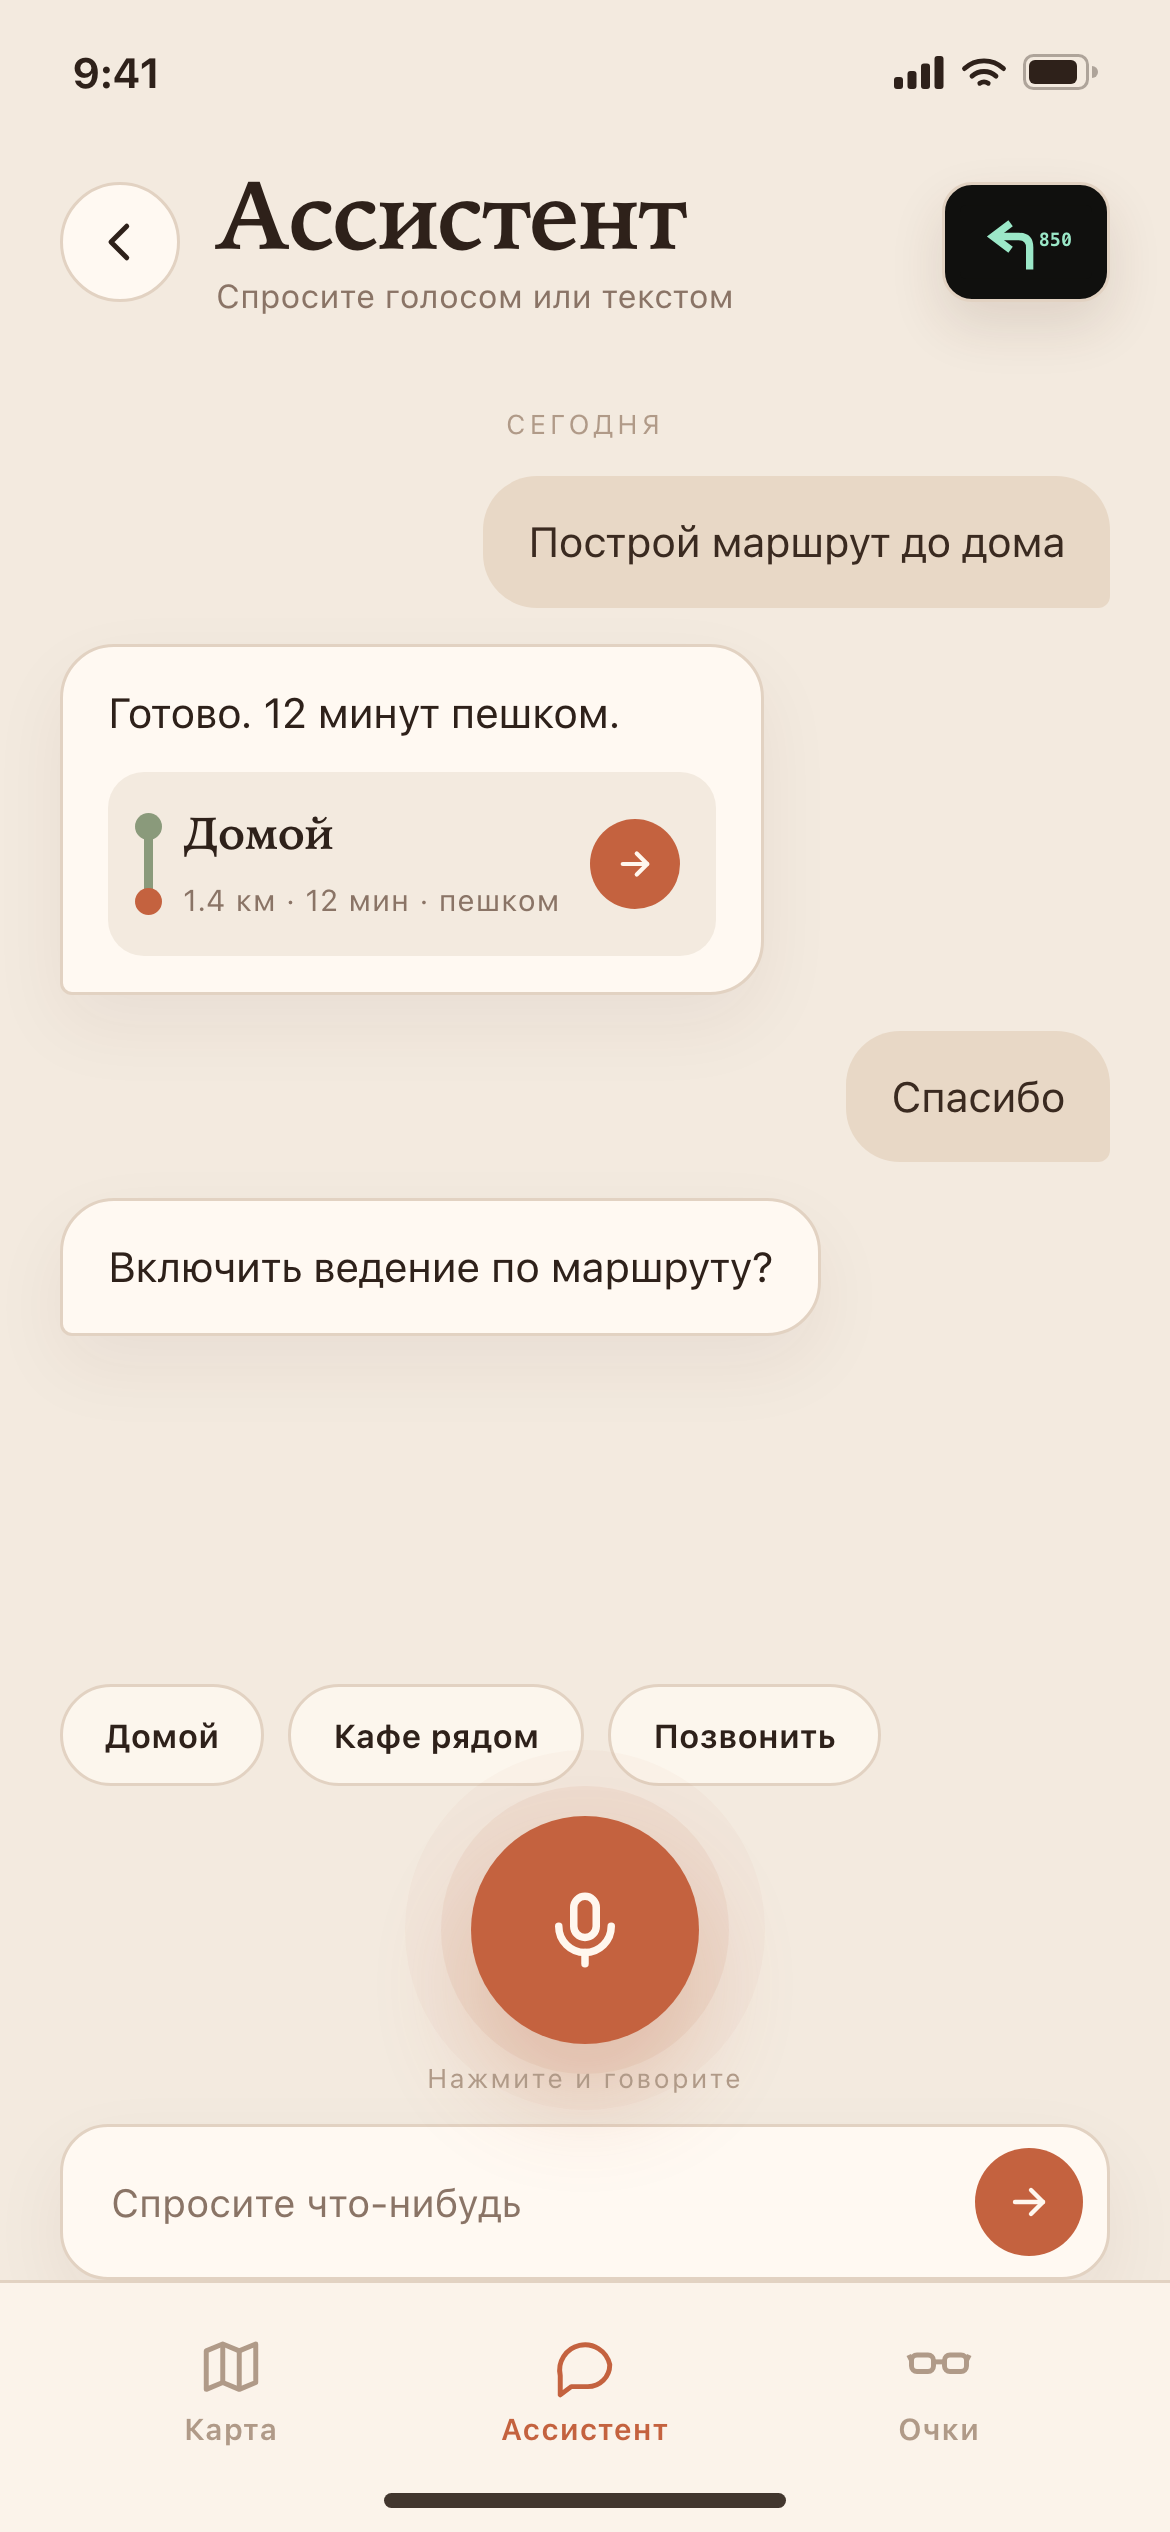 9:41
Ассистент
Спросите голосом или текстом
850
СЕГОДНЯ
Построй маршрут до дома
Готово. 12 минут пешком.
Домой
1.4 км · 12 мин · пешком
Спасибо
Включить ведение по маршруту?
Домой
Кафе рядом
Позвонить
Нажмите и говорите
Спросите что-нибудь
Карта
Ассистент
Очки